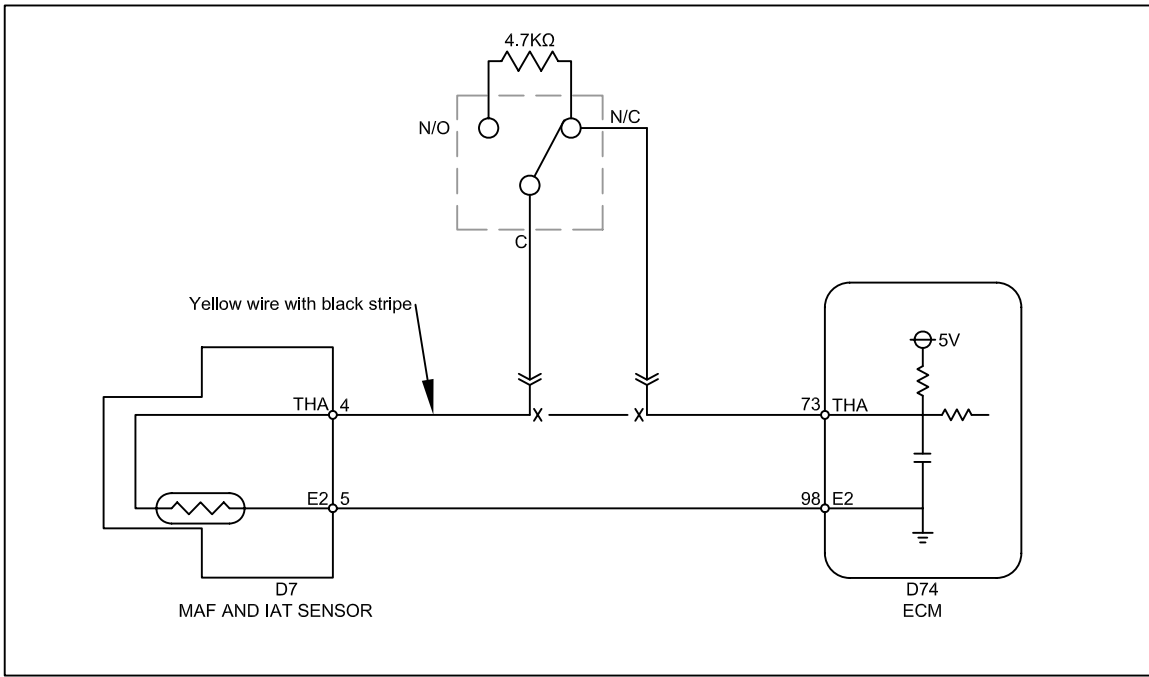 4.7KΩ
N/O
N/C
C
Yellow wire with black stripe
5V
THA 4
X
X
73 THA
E2 5
98 E2
D7
MAF AND IAT SENSOR
D74
ECM